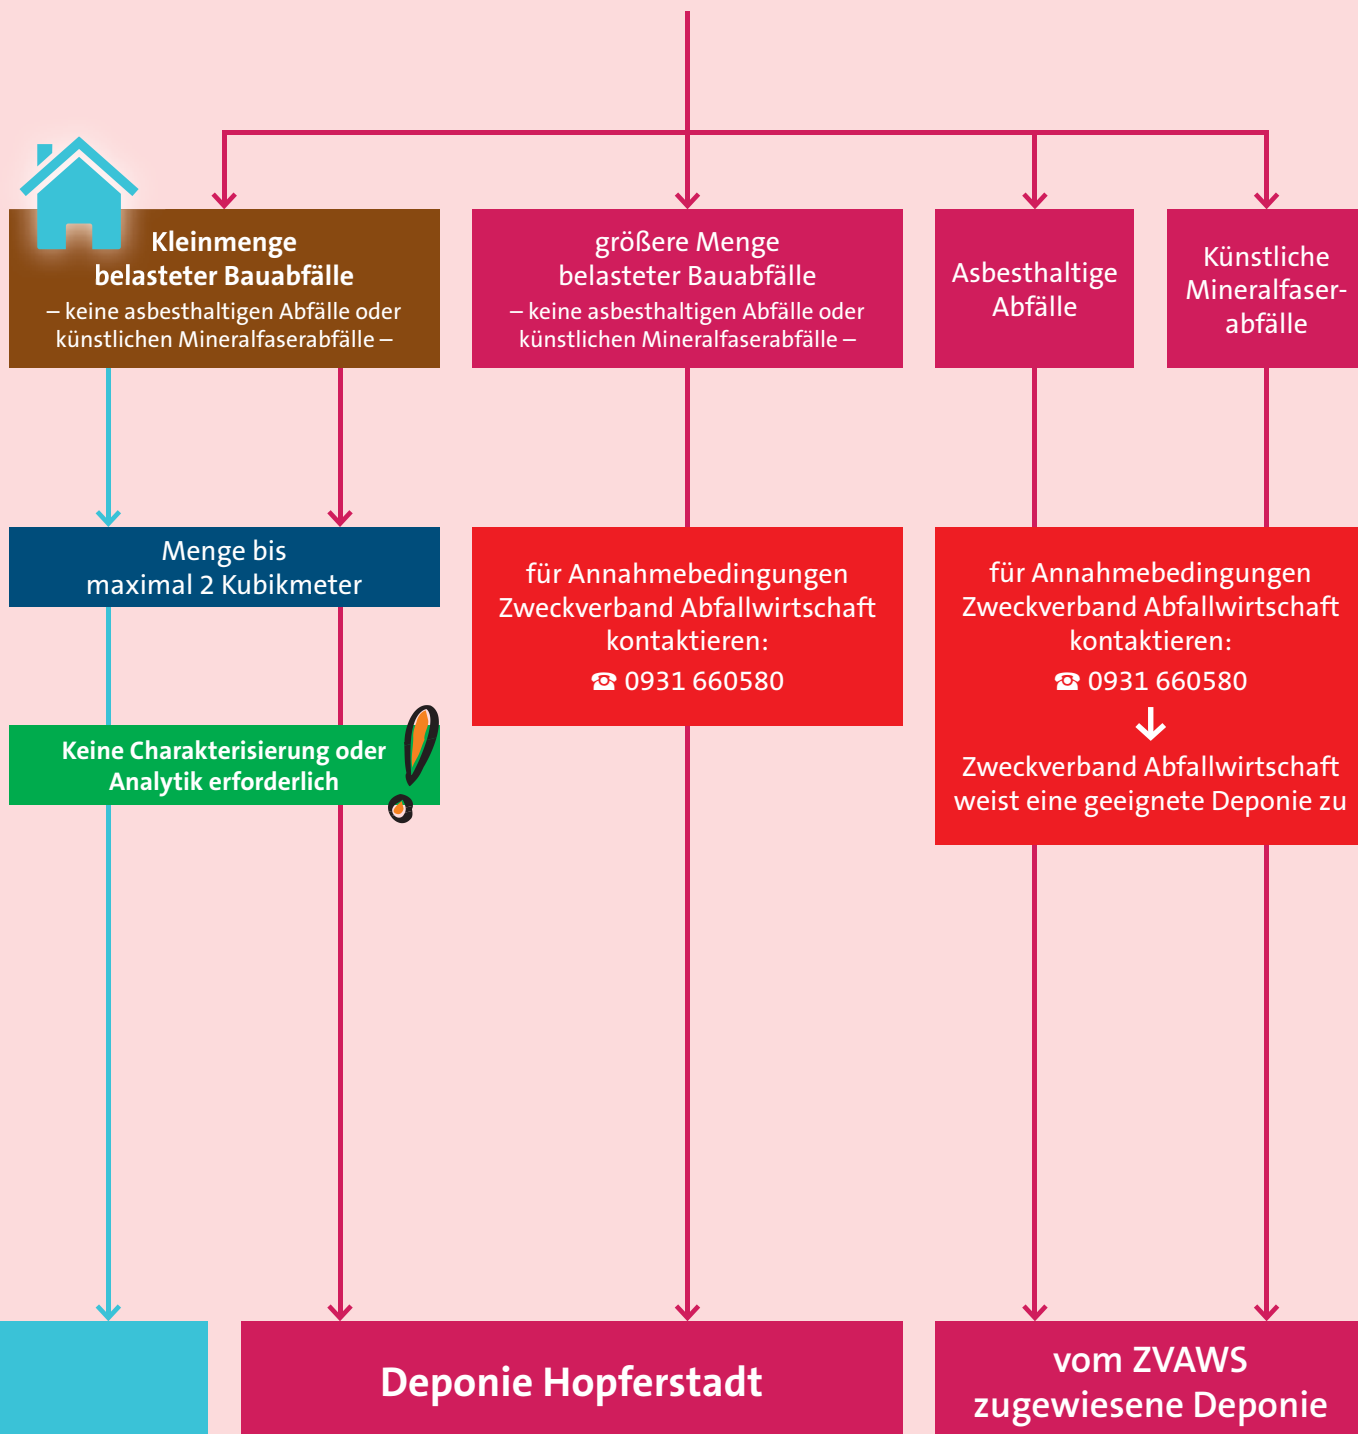 Kleinmenge
belasteter Bauabfälle
– keine asbesthaltigen Abfälle oder
künstlichen Mineralfaserabfälle –
größere Menge
belasteter Bauabfälle
– keine asbesthaltigen Abfälle oder
künstlichen Mineralfaserabfälle –
Asbesthaltige
Abfälle
Künstliche
Mineralfaser-
abfälle
Menge bis
maximal 2 Kubikmeter
Keine Charakterisierung oder
Analytik erforderlich
für Annahmebedingungen
Zweckverband Abfallwirtschaft
kontaktieren:
☎ 0931 660580
für Annahmebedingungen
Zweckverband Abfallwirtschaft
kontaktieren:
☎ 0931 660580
Zweckverband Abfallwirtschaft
weist eine geeignete Deponie zu
Deponie Hopferstadt
vom ZVAWS
zugewiesene Deponie